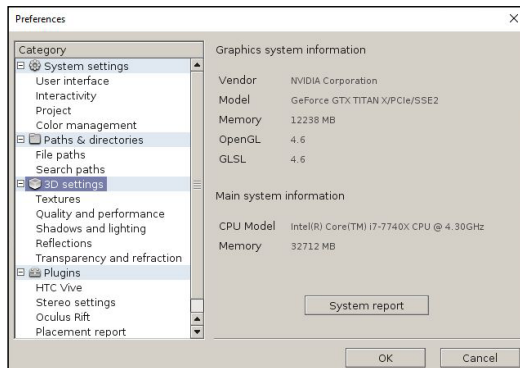 Preferences
Category
System settings
User interface
Interactivity
Project
Color management
Paths & directories
File paths
Search paths
3D settings
Textures
Quality and performance
Shadows and lighting
Reflections
Transparency and refraction
Plugins
HTC Vive
Stereo settings
Oculus Rift
Placement report
Graphics system information
Vendor NVIDIA Corporation
Model GeForce GTX TITAN X/PCIe/SSE2
Memory 12238 MB
OpenGL 4.6
GLSL 4.6
Main system information
CPU Model Intel(R) Core(TM) i7-7740X CPU @ 4.30GHz
Memory 32712 MB
System report
OK Cancel